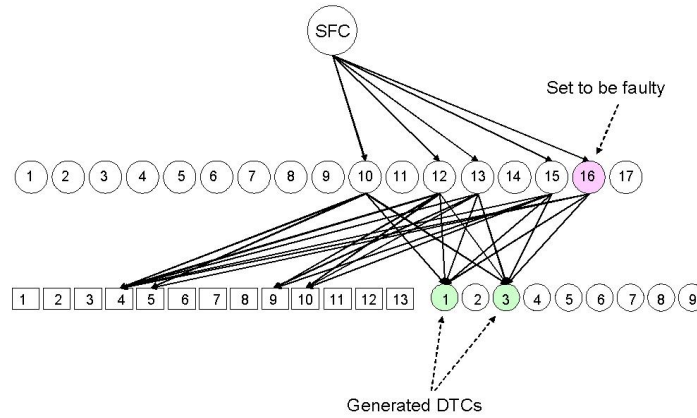 SFC
Set to be faulty
1 2 3 4 5 6 7 8 9 10 11 12 13 14 15 16 17
1 2 3 4 5 6 7 8 9 10 11 12 13 1 2 3 4 5 6 7 8 9
Generated DTCs